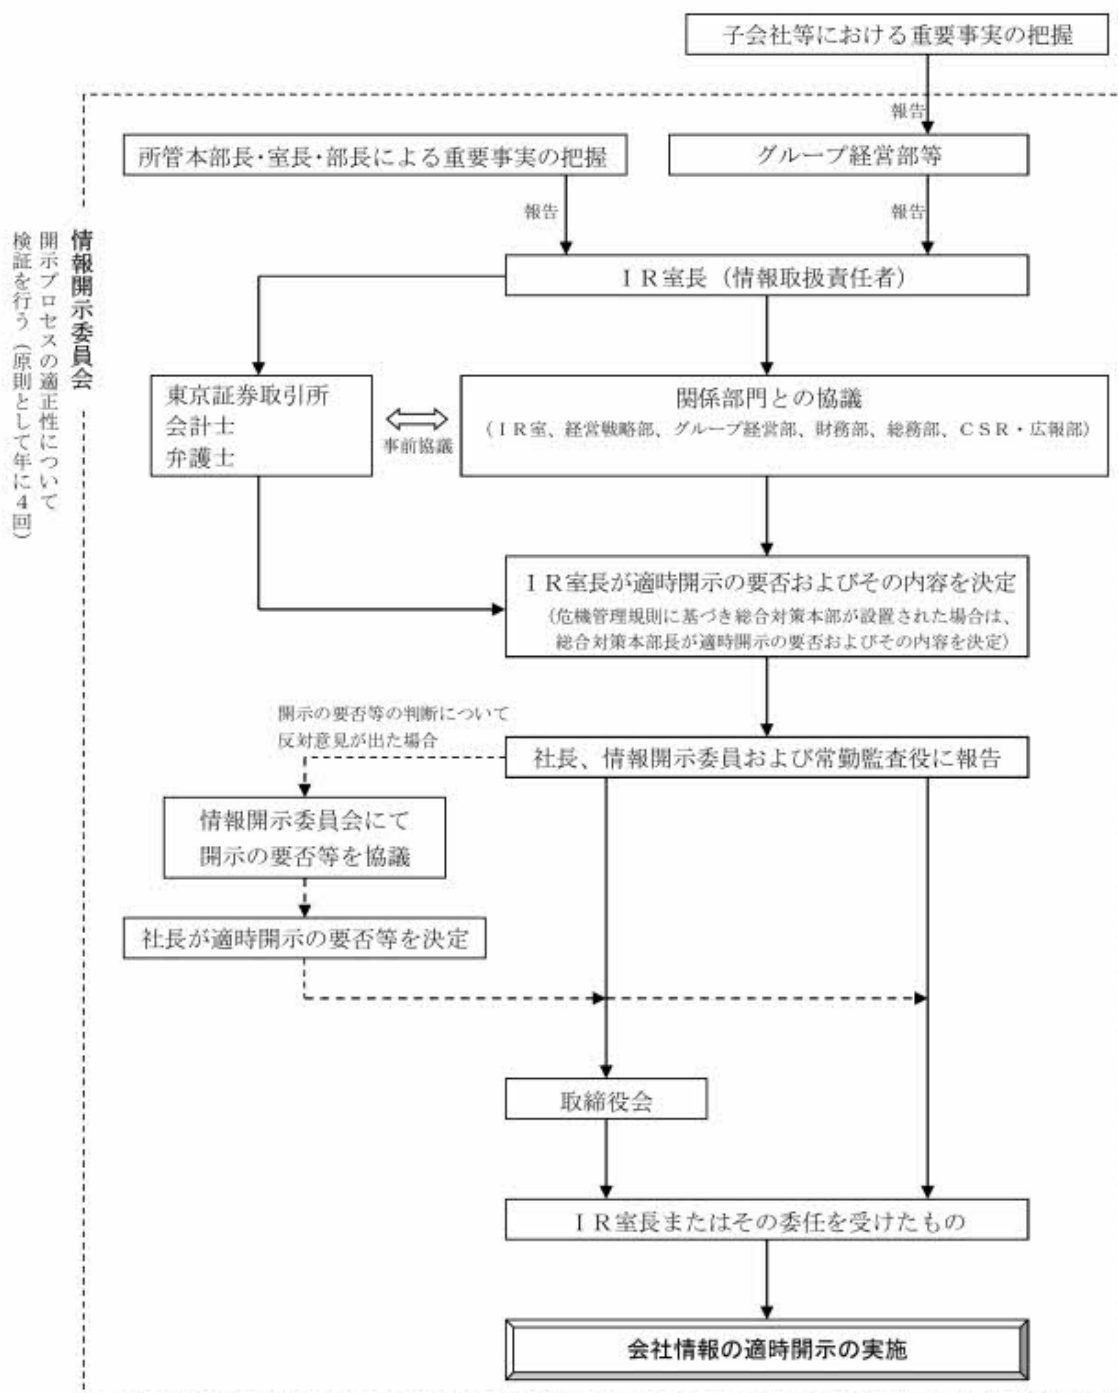 子会社等における重要事実の把握
報告
所管本部長・室長・部長による重要事実の把握
グループ経営部等
報告
報告
情報開示委員会
開示プロセスの適正性について
検証を行う（原則として年に4回）
ＩＲ室長（情報取扱責任者）
東京証券取引所
会計士
弁護士
事前協議
関係部門との協議
（ＩＲ室、経営戦略部、グループ経営部、財務部、総務部、ＣＳＲ・広報部）
ＩＲ室長が適時開示の要否およびその内容を決定
（危機管理規則に基づき総合対策本部が設置された場合は、
総合対策本部長が適時開示の要否およびその内容を決定）
開示の要否等の判断について
反対意見が出た場合
社長、情報開示委員および常勤監査役に報告
情報開示委員会にて
開示の要否等を協議
社長が適時開示の要否等を決定
取締役会
ＩＲ室長またはその委任を受けたもの
会社情報の適時開示の実施